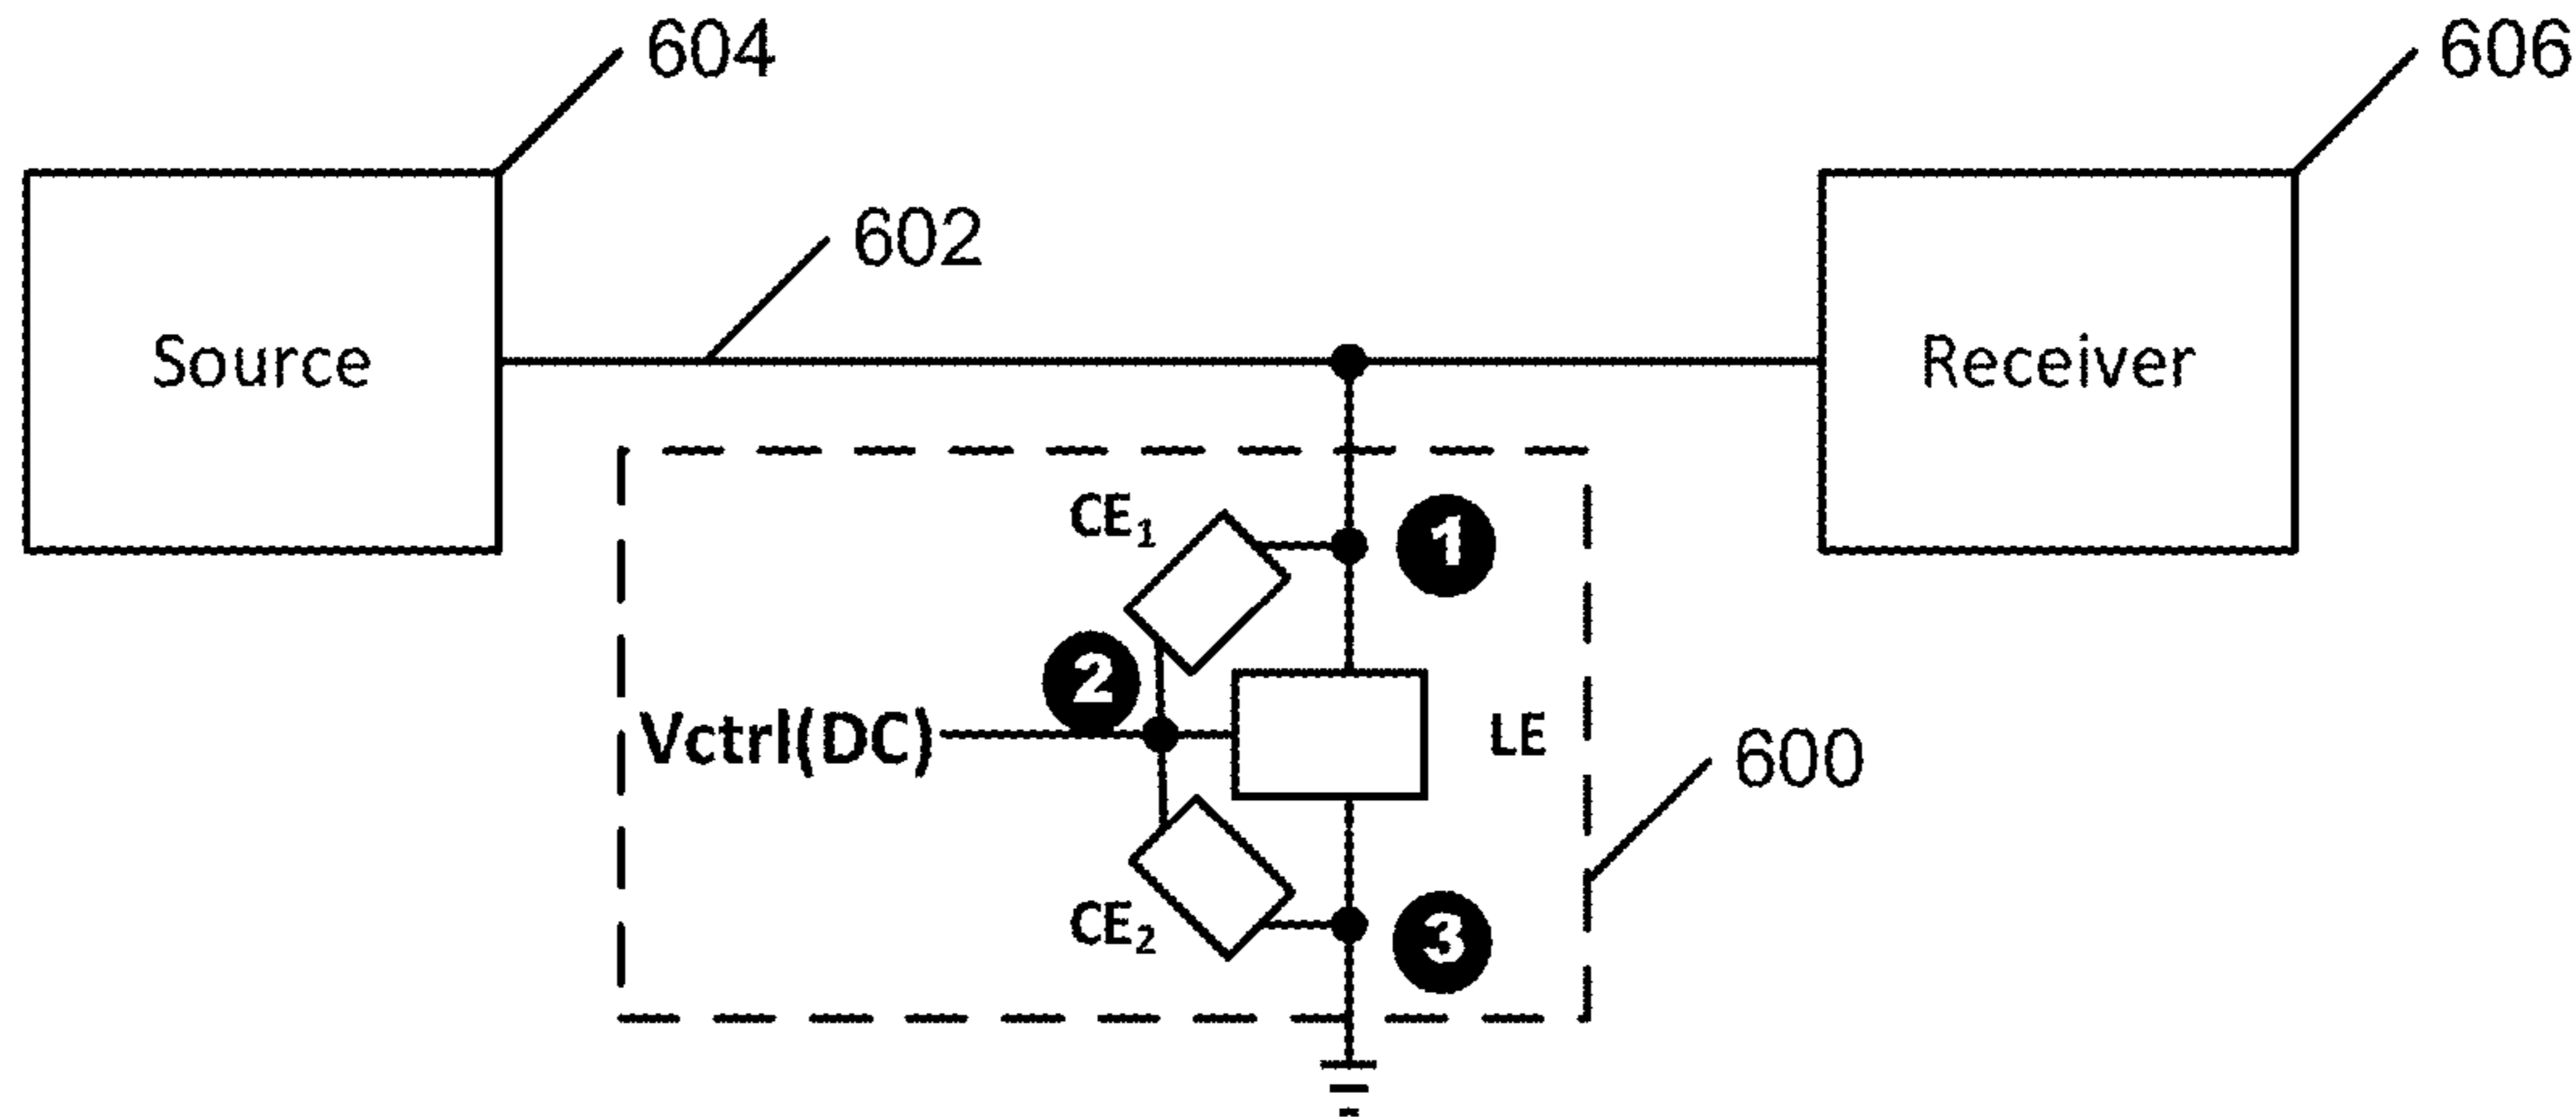 604
606
602
Source
Receiver
CE₁
1
2
Vctrl(DC)
LE
600
CE₂
3